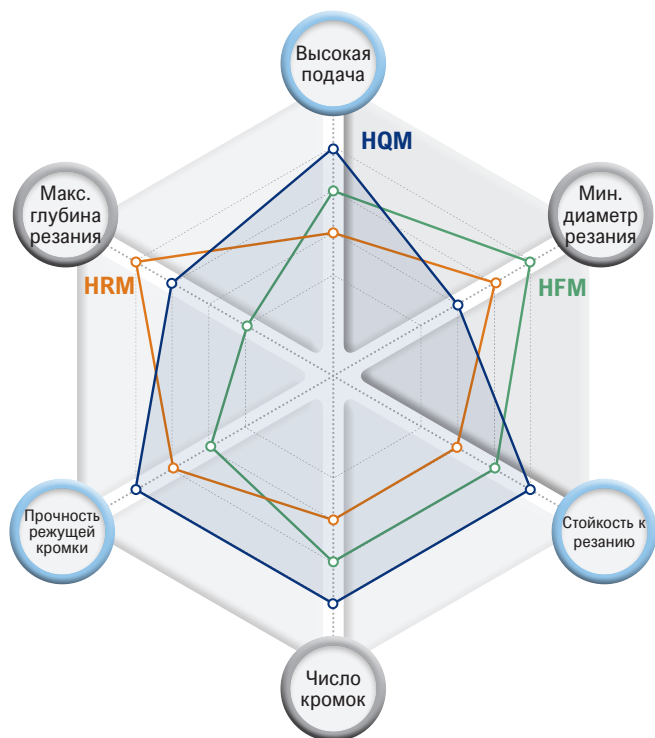 Высокая
подача
HQM
Макс.
глубина
резания
Мин.
диаметр
резания
HRM
HFM
Прочность
режущей
кромки
Стойкость к
резанию
Число
кромок